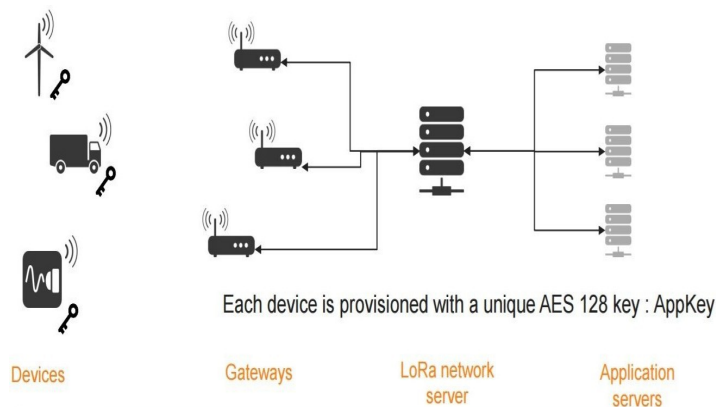 Each device is provisioned with a unique AES 128 key : AppKey
Devices
Gateways
LoRa network
server
Application
servers